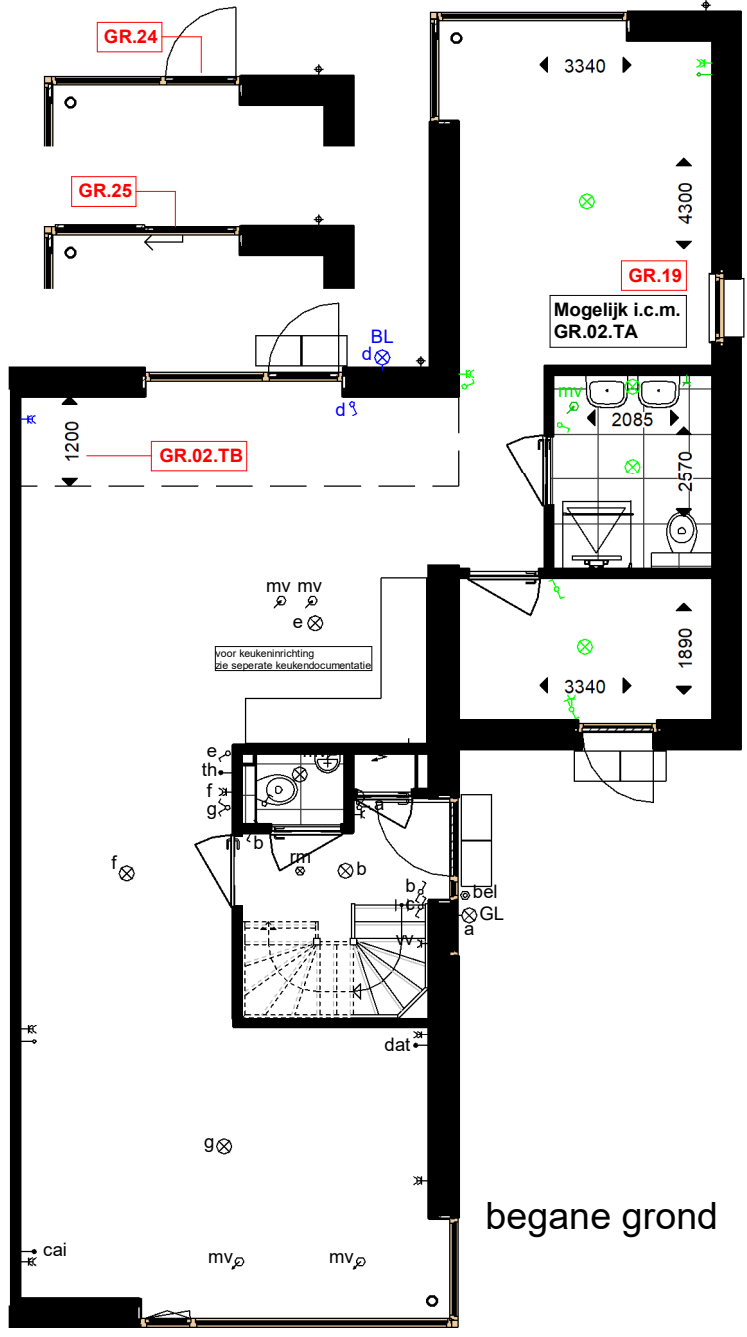 GR.24
3340
GR.25
4300
GR.19
Mogelijk i.c.m.
GR.02.TA
BL
d
d
mv
2085
2570
1200
GR.02.TB
mv mv
e
voor keukeninrichting
zie seperate keukendocumentatie
1890
3340
e
th
f
g
a
b
rm
b
f
b
c
bel
GL
a
vv
dat
g
begane grond
cai
mv
mv